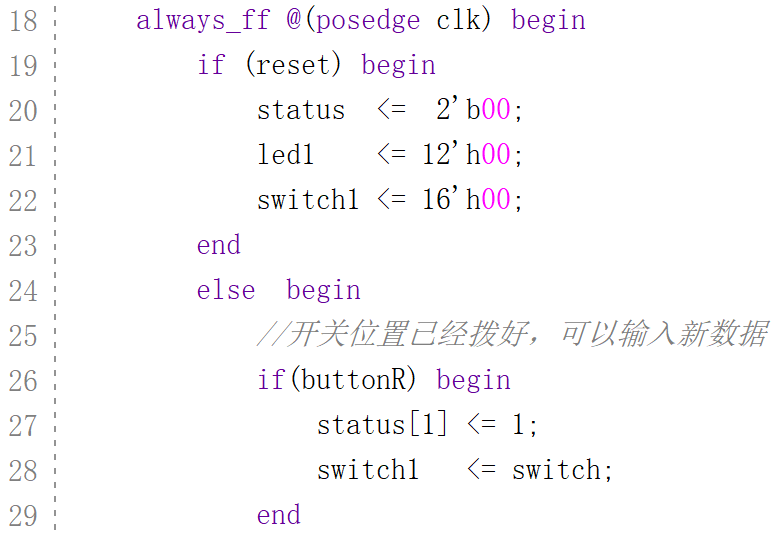 18 always_ff @(posedge clk) begin
19 if (reset) begin
20 status <= 2'b00;
21 led1 <= 12'h00;
22 switch1 <= 16'h00;
23 end
24 else begin
25 //开关位置已经拨好，可以输入新数据
26 if(buttonR) begin
27 status[1] <= 1;
28 switch1 <= switch;
29 end